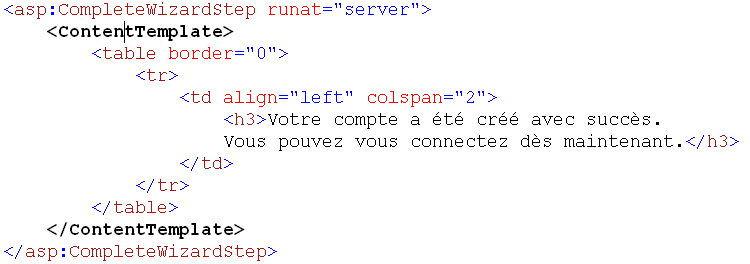 <asp:CompleteWizardStep runat="server">
<ContentTemplate>
<table border="0">
<tr>
<td align="left" colspan="2">
<h3>Votre compte a été créé avec succès.
Vous pouvez vous connectez dès maintenant.</h3>
</td>
</tr>
</table>
</ContentTemplate>
</asp:CompleteWizardStep>